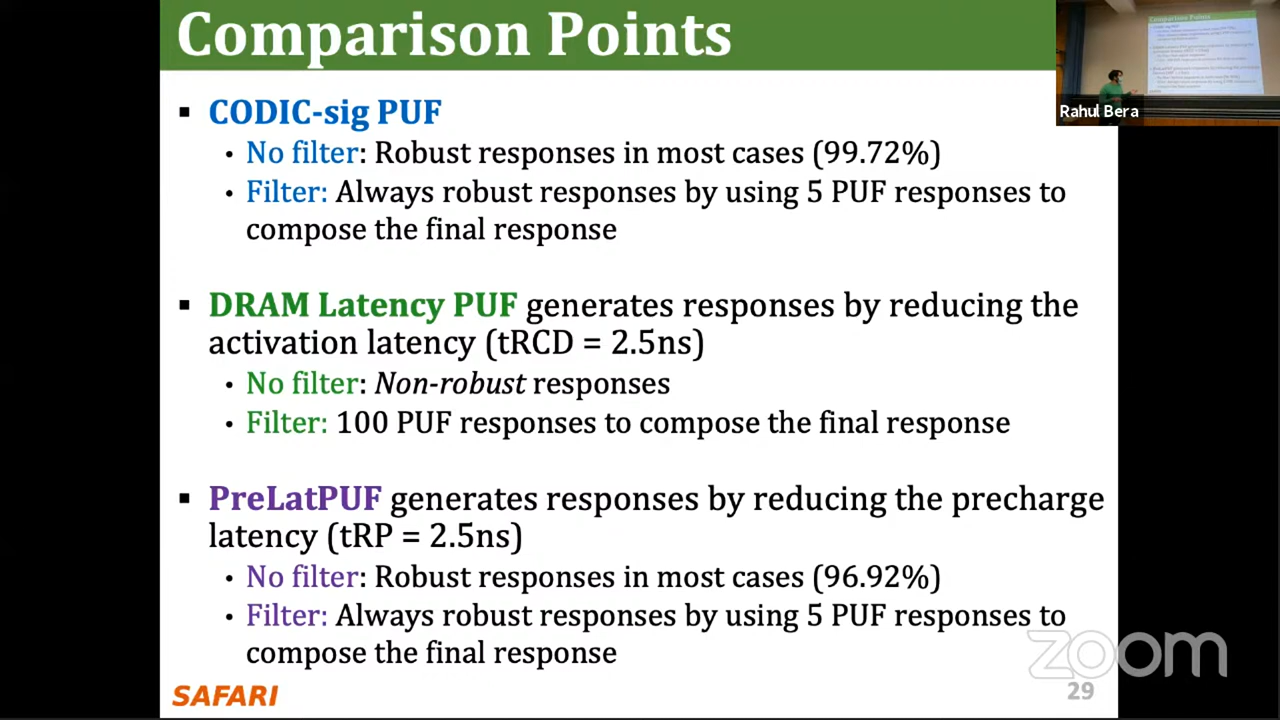 Comparison Points
▪ CODIC-sig PUF
• No filter: Robust responses in most cases (99.72%)
• Filter: Always robust responses by using 5 PUF responses to
compose the final response
▪ DRAM Latency PUF generates responses by reducing the
activation latency (tRCD = 2.5ns)
• No filter: Non-robust responses
• Filter: 100 PUF responses to compose the final response
▪ PreLatPUF generates responses by reducing the precharge
latency (tRP = 2.5ns)
• No filter: Robust responses in most cases (96.92%)
• Filter: Always robust responses by using 5 PUF responses to
compose the final response
SAFARI
29
zoom
Comparison Points
Rahul Bera